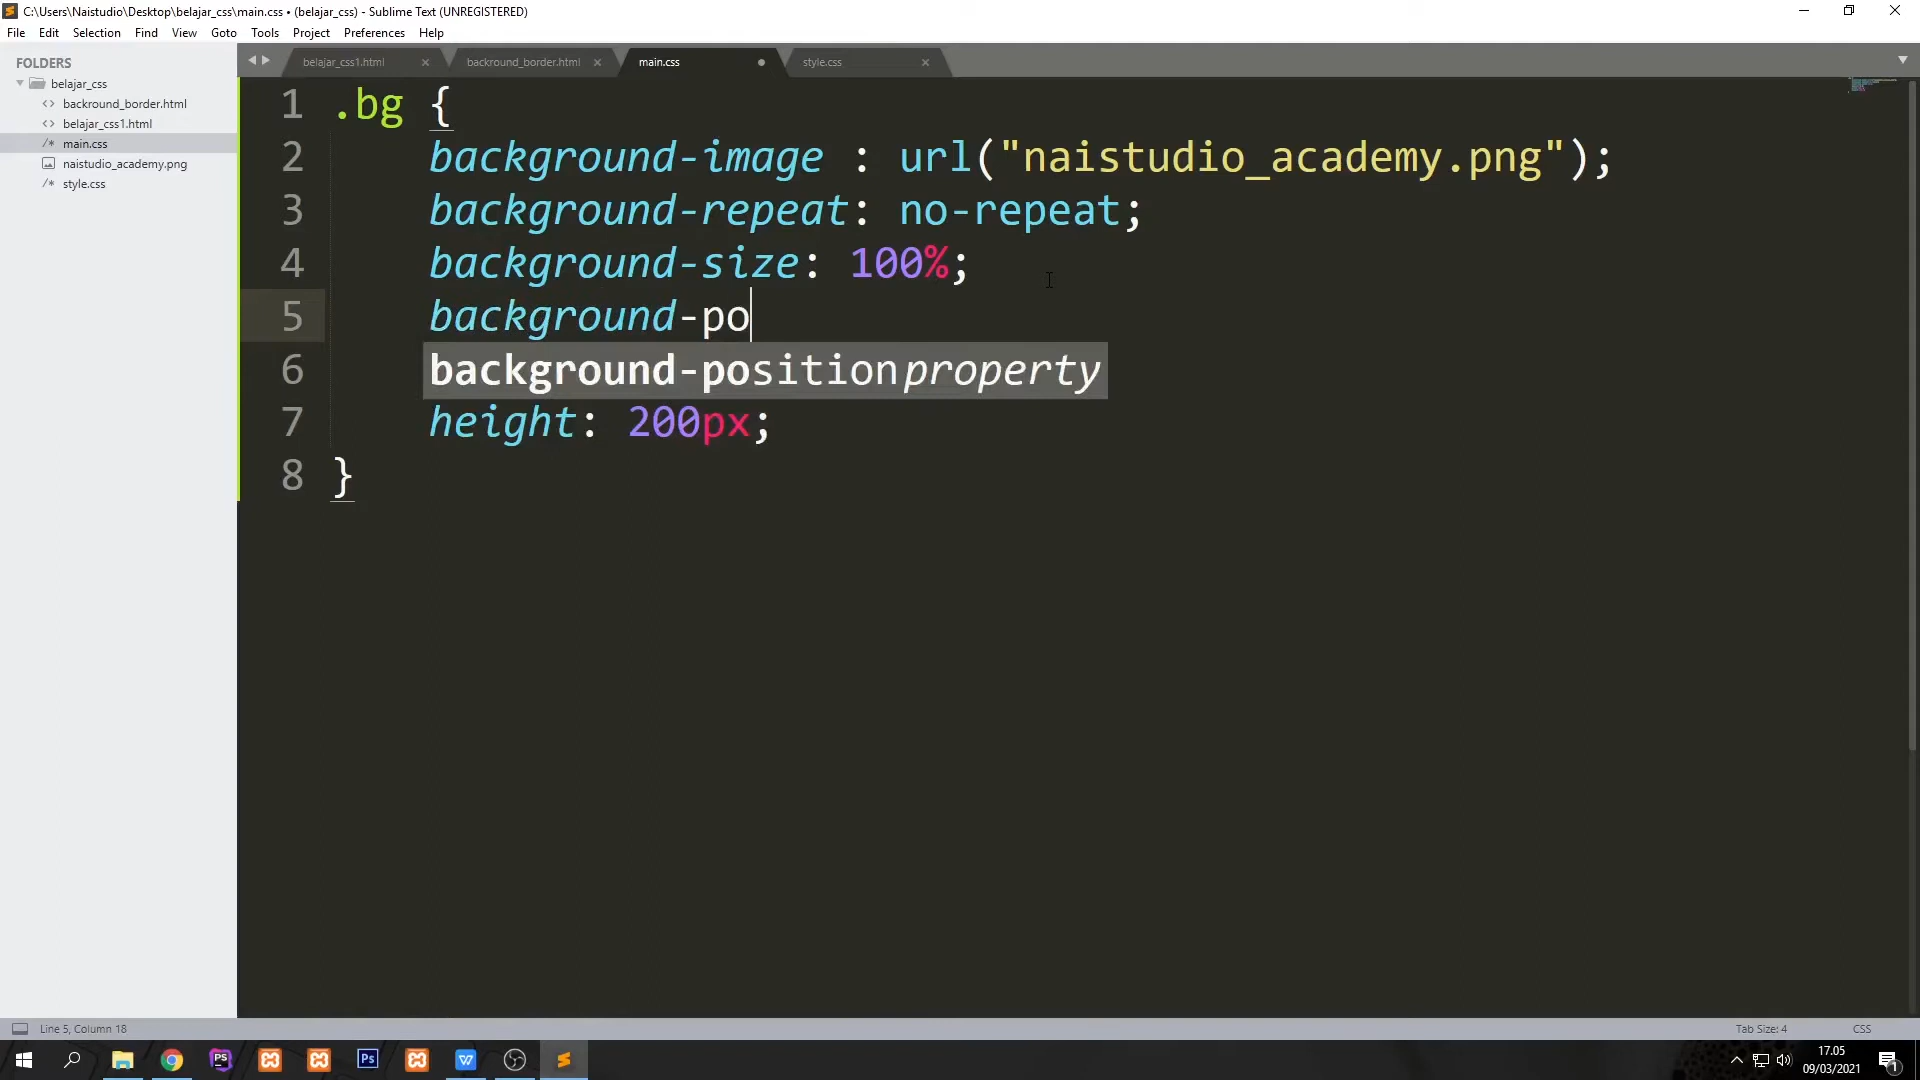 C:\Users\Naistudio\Desktop\belajar_css\main.css • (belajar_css) - Sublime Text (UNREGISTERED)
File Edit Selection Find View Goto Tools Project Preferences Help
FOLDERS
belajar_css
<> backround_border.html
<> belajar_css1.html
/* main.css
naistudio_academy.png
/* style.css
belajar_css1.html backround_border.html main.css style.css
1 .bg {
2 background-image : url("naistudio_academy.png");
3 background-repeat: no-repeat;
4 background-size: 100%;
5 background-po
6 background-position property
7 height: 200px;
8 }
Line 5, Column 18 Tab Size: 4 CSS
PS Ps W 17.05
09/03/2021
1